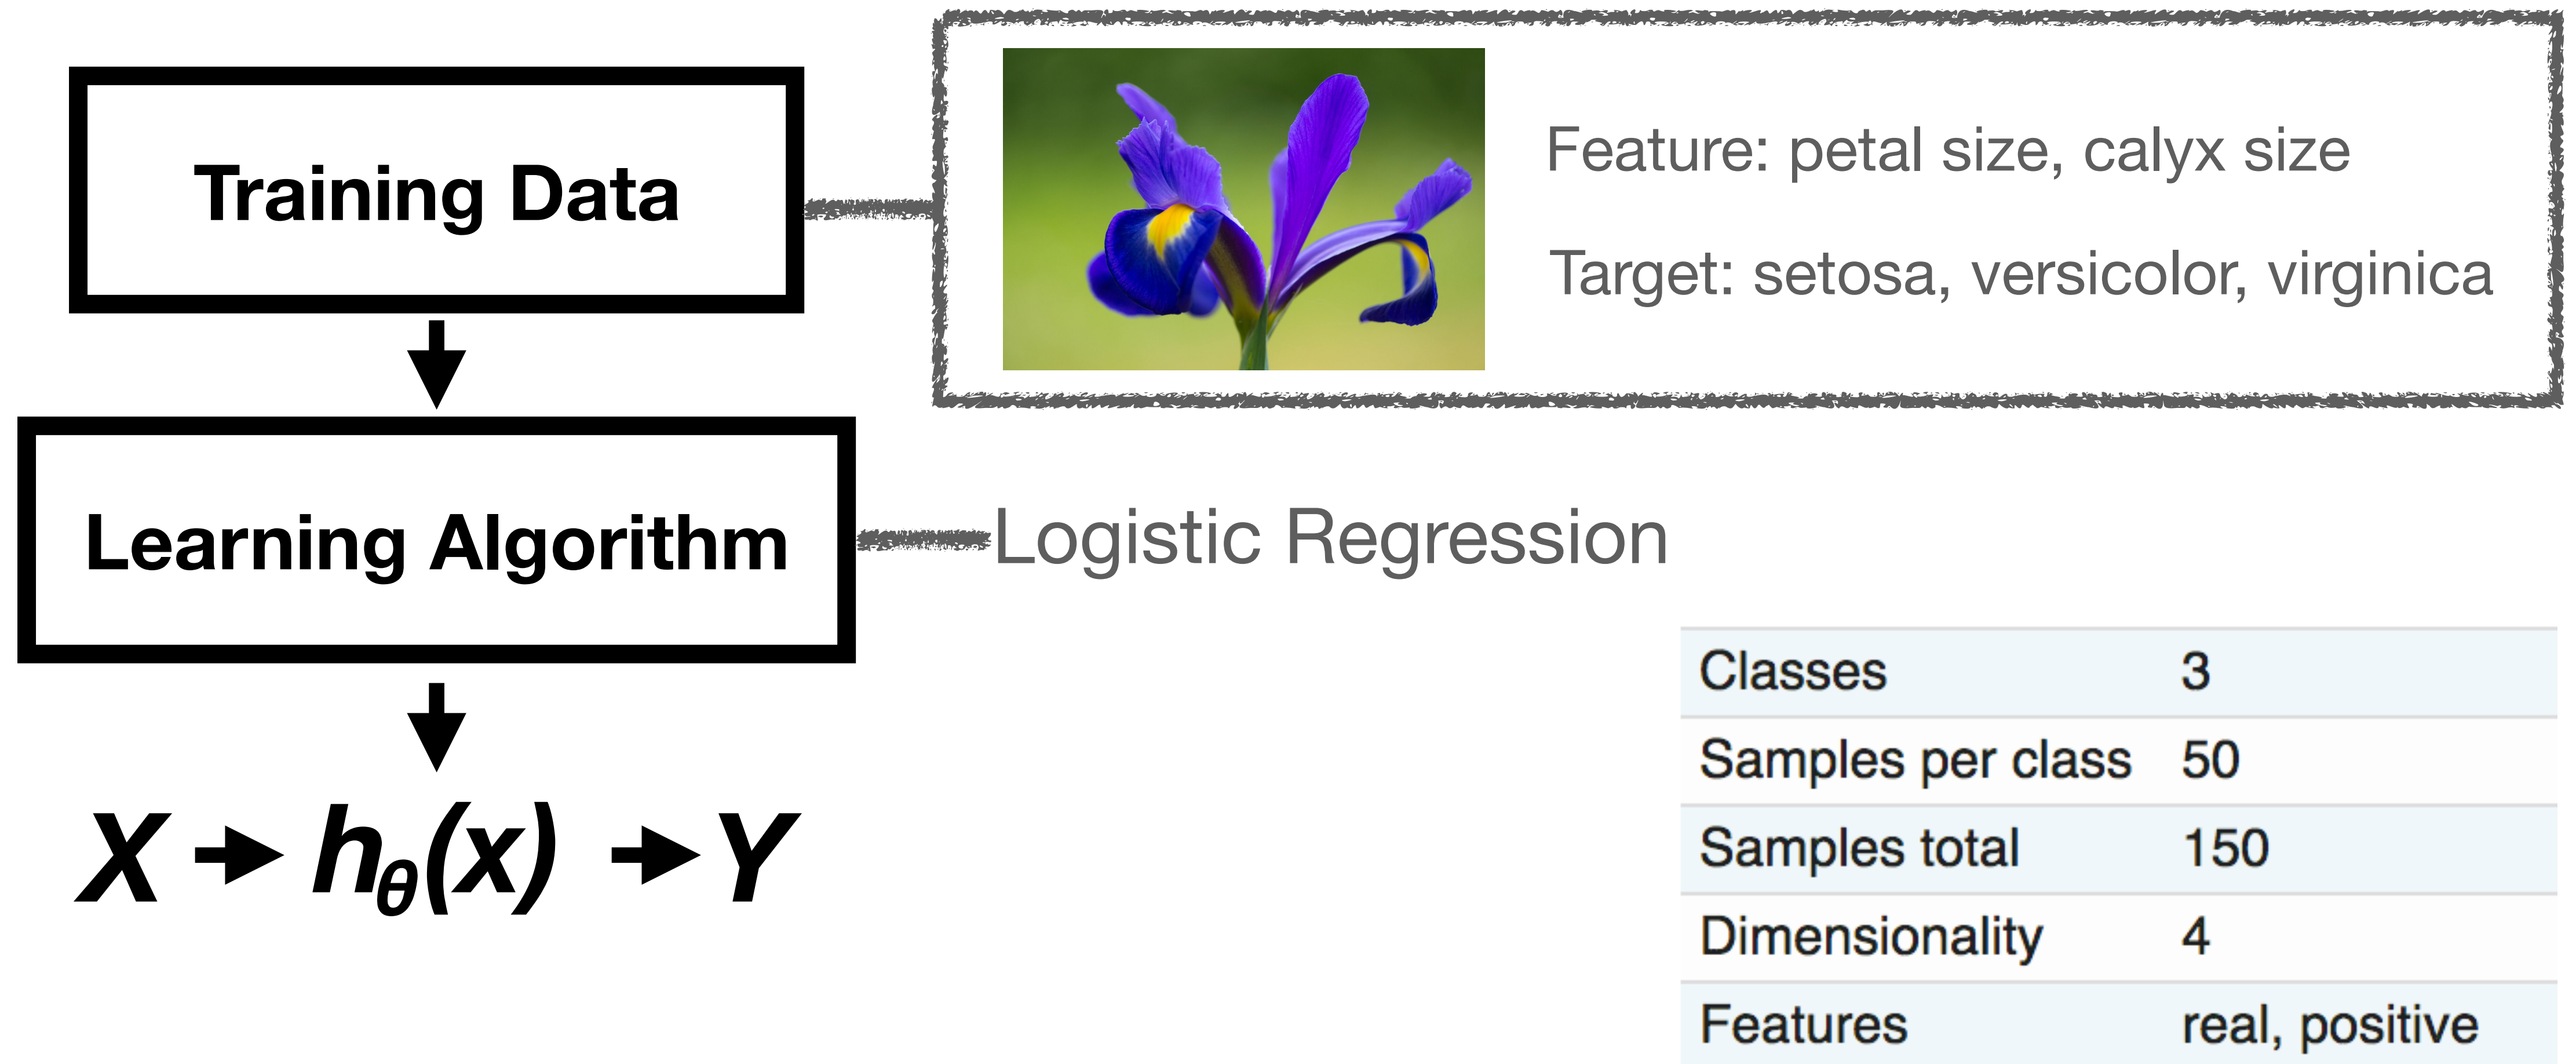 Training Data
Feature: petal size, calyx size
Target: setosa, versicolor, virginica
Learning Algorithm
Logistic Regression
X → hθ(x) → Y
Classes 3
Samples per class 50
Samples total 150
Dimensionality 4
Features real, positive